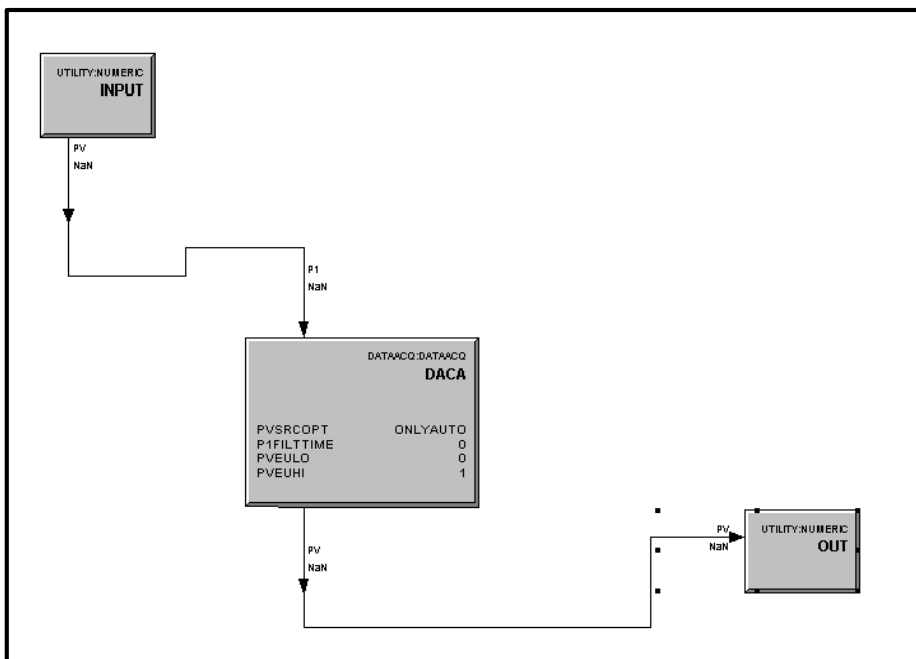 UTILITY:NUMERIC
INPUT
PV
NaN
P1
NaN
DATAACQ:DATAACQ
DACA
PVSRCOPT ONLYAUTO
P1FILTTIME 0
PVEULO 0
PVEUHI 1
PV
NaN
PV
NaN
UTILITY:NUMERIC
OUT